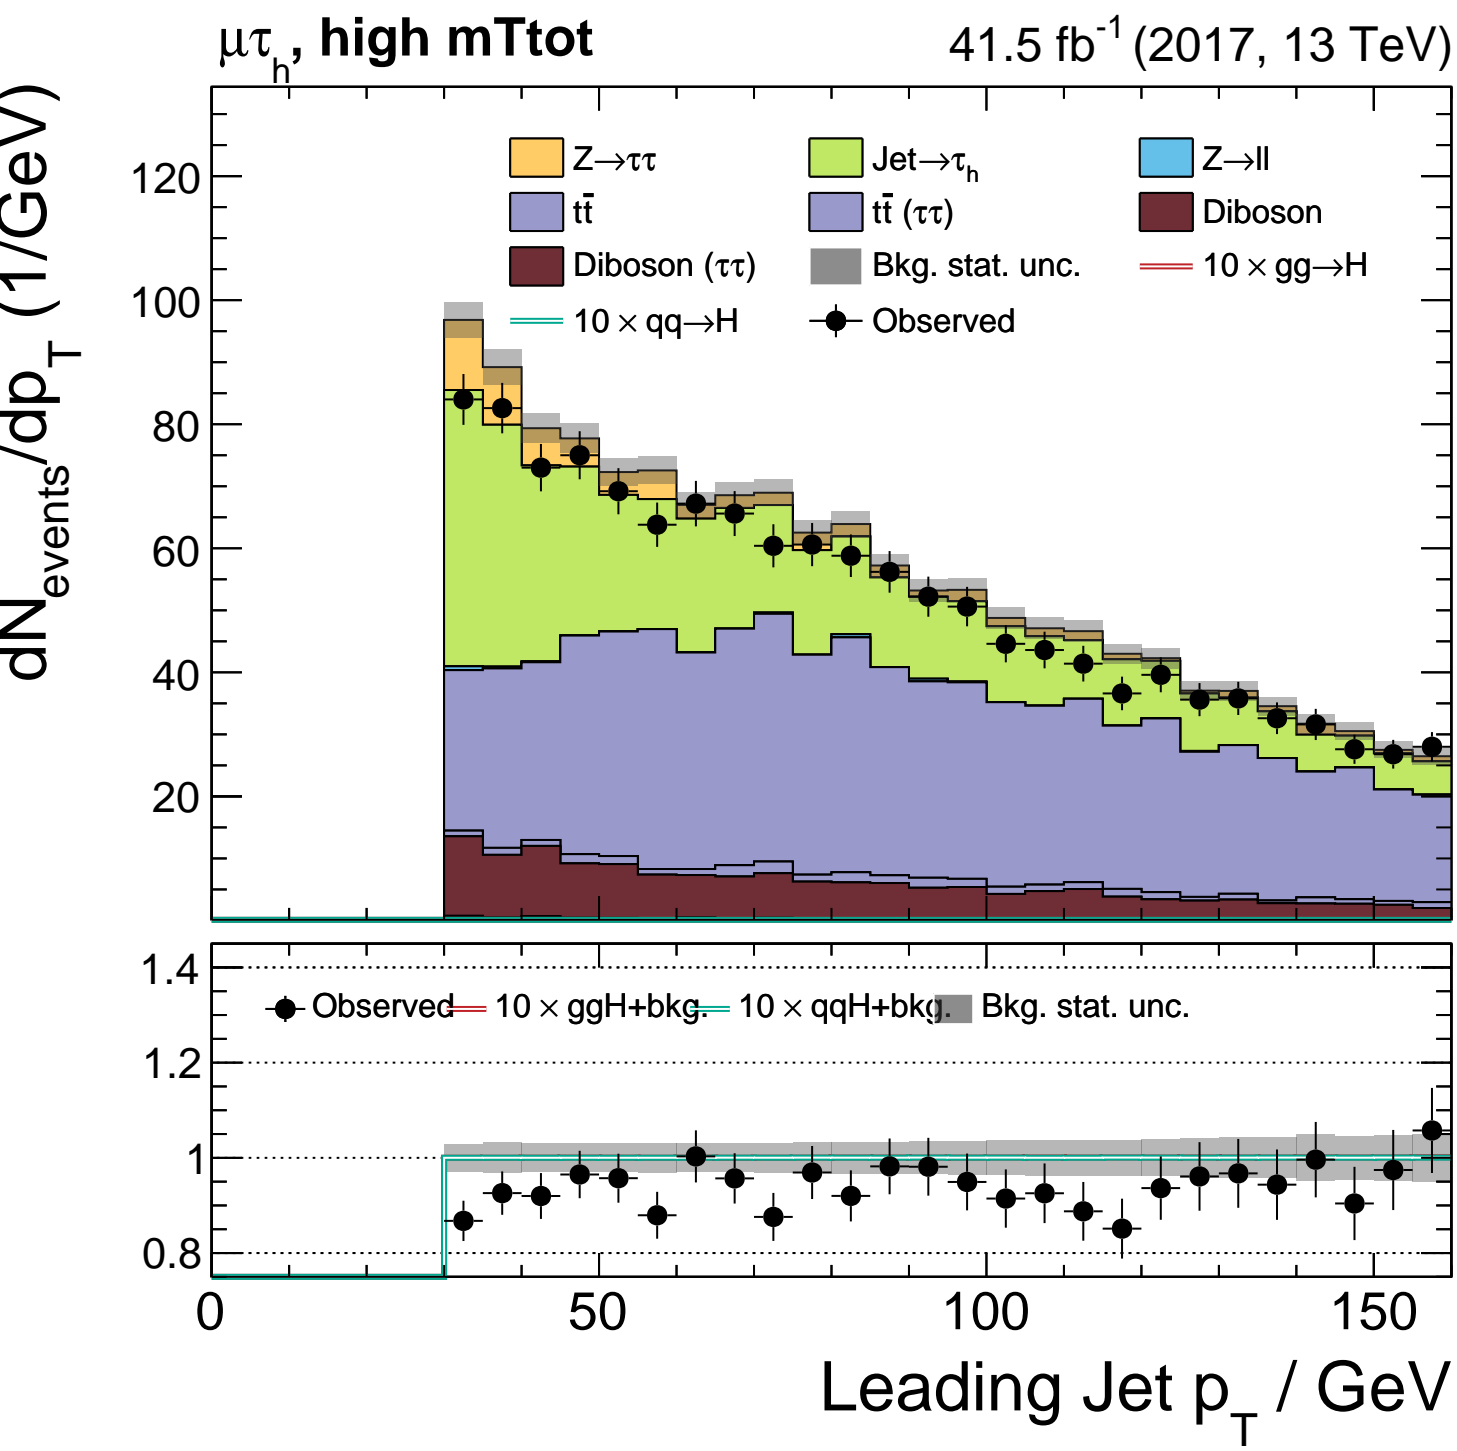 μτₕ, high mTtot
41.5 fb⁻¹ (2017, 13 TeV)
dN_events/dp_T (1/GeV)
120
100
80
60
40
20
Z→ττ Jet→τₕ Z→ll
tt̄ tt̄ (ττ) Diboson
Diboson (ττ) Bkg. stat. unc. 10 × gg→H
10 × qq→H Observed
1.4
1.2
1
0.8
Observed 10 × ggH+bkg. 10 × qqH+bkg. Bkg. stat. unc.
0 50 100 150
Leading Jet p_T / GeV